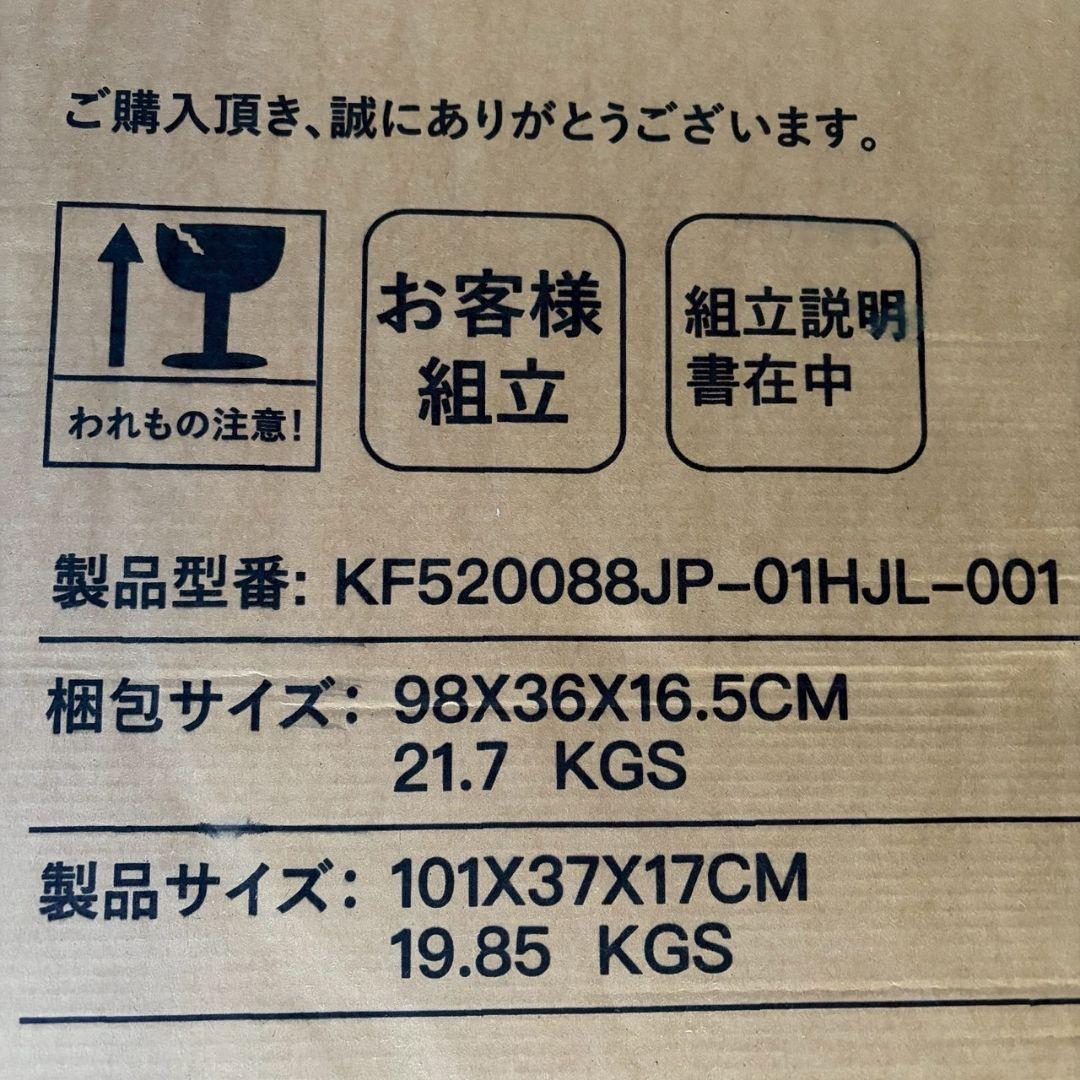 ご購入頂き、誠にありがとうございます。
われもの注意!
お客様
組立
組立説明
書在中
製品型番: KF520088JP-01HJL-001
梱包サイズ: 98X36X16.5CM
21.7 KGS
製品サイズ: 101X37X17CM
19.85 KGS